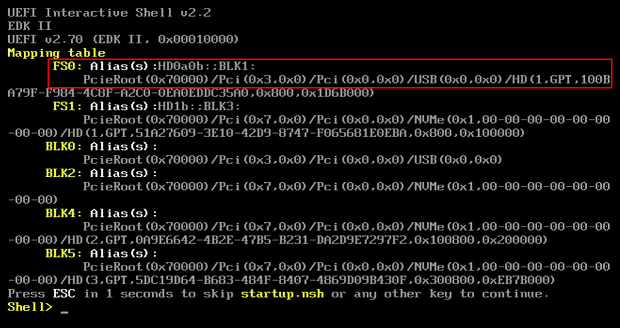 UEFI Interactive Shell v2.2
EDK II
UEFI v2.70 (EDK II, 0x00010000)
Mapping table
FS0: Alias(s):HD0a0b:;BLK1:
PcieRoot(0x70000)/Pci(0x3,0x0)/Pci(0x0,0x0)/USB(0x0,0x0)/HD(1,GPT,100B
A79F-F984-4C8F-A2C0-0EA0EDDC35A0,0x800,0x1D6B000)
FS1: Alias(s):HD1b:;BLK3:
PcieRoot(0x70000)/Pci(0x7,0x0)/Pci(0x0,0x0)/NVMe(0x1,00-00-00-00-00-00
-00-00)/HD(1,GPT,51A27609-3E10-42D9-8747-F065681E0EBA,0x800,0x100000)
BLK0: Alias(s):
PcieRoot(0x70000)/Pci(0x3,0x0)/Pci(0x0,0x0)/USB(0x0,0x0)
BLK2: Alias(s):
PcieRoot(0x70000)/Pci(0x7,0x0)/Pci(0x0,0x0)/NVMe(0x1,00-00-00-00-00-00
-00-00)
BLK4: Alias(s):
PcieRoot(0x70000)/Pci(0x7,0x0)/Pci(0x0,0x0)/NVMe(0x1,00-00-00-00-00-00
-00-00)/HD(2,GPT,0A9E6642-4B2E-47B5-B231-DA2D9E7297F2,0x100800,0x200000)
BLK5: Alias(s):
PcieRoot(0x70000)/Pci(0x7,0x0)/Pci(0x0,0x0)/NVMe(0x1,00-00-00-00-00-00
-00-00)/HD(3,GPT,5DC19D64-B683-484F-8407-4869D09B430F,0x300800,0xEB7B000)
Press ESC in 1 seconds to skip startup.nsh or any other key to continue.
Shell> _